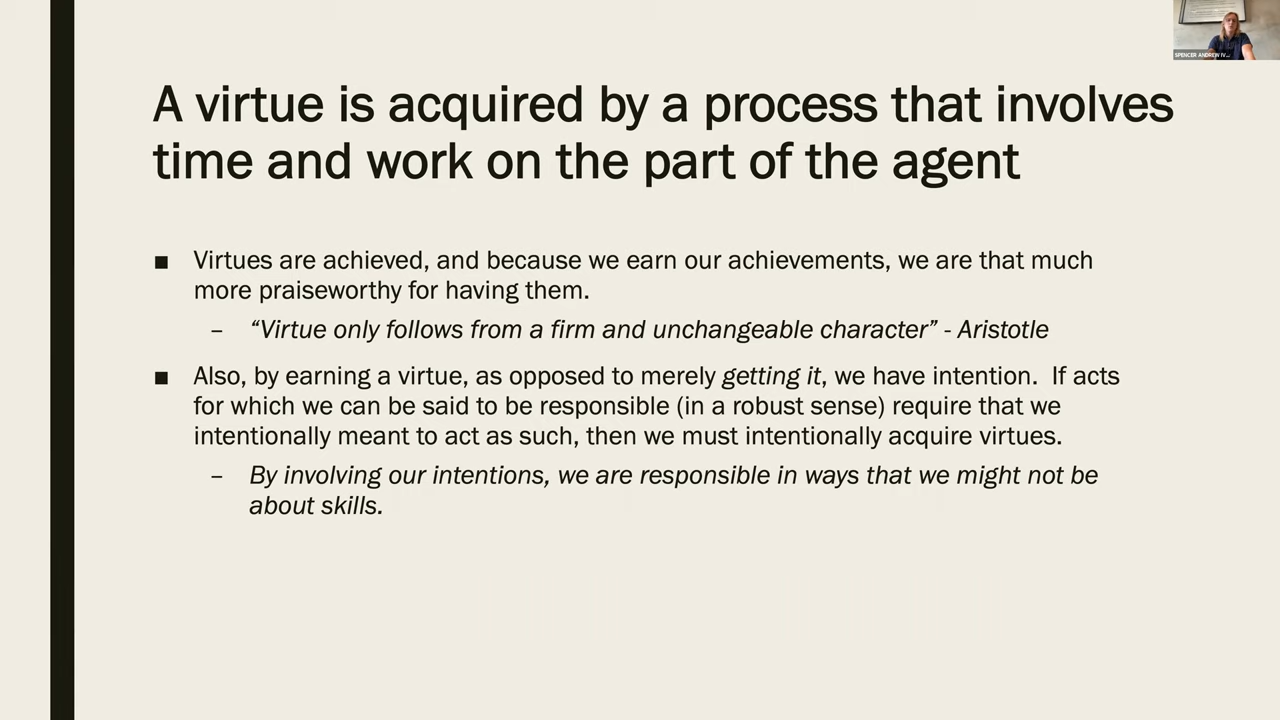 SPENCER ANDREW IV...
A virtue is acquired by a process that involves
time and work on the part of the agent
■ Virtues are achieved, and because we earn our achievements, we are that much
more praiseworthy for having them.
– “Virtue only follows from a firm and unchangeable character” - Aristotle
■ Also, by earning a virtue, as opposed to merely getting it, we have intention.  If acts
for which we can be said to be responsible (in a robust sense) require that we
intentionally meant to act as such, then we must intentionally acquire virtues.
– By involving our intentions, we are responsible in ways that we might not be
about skills.